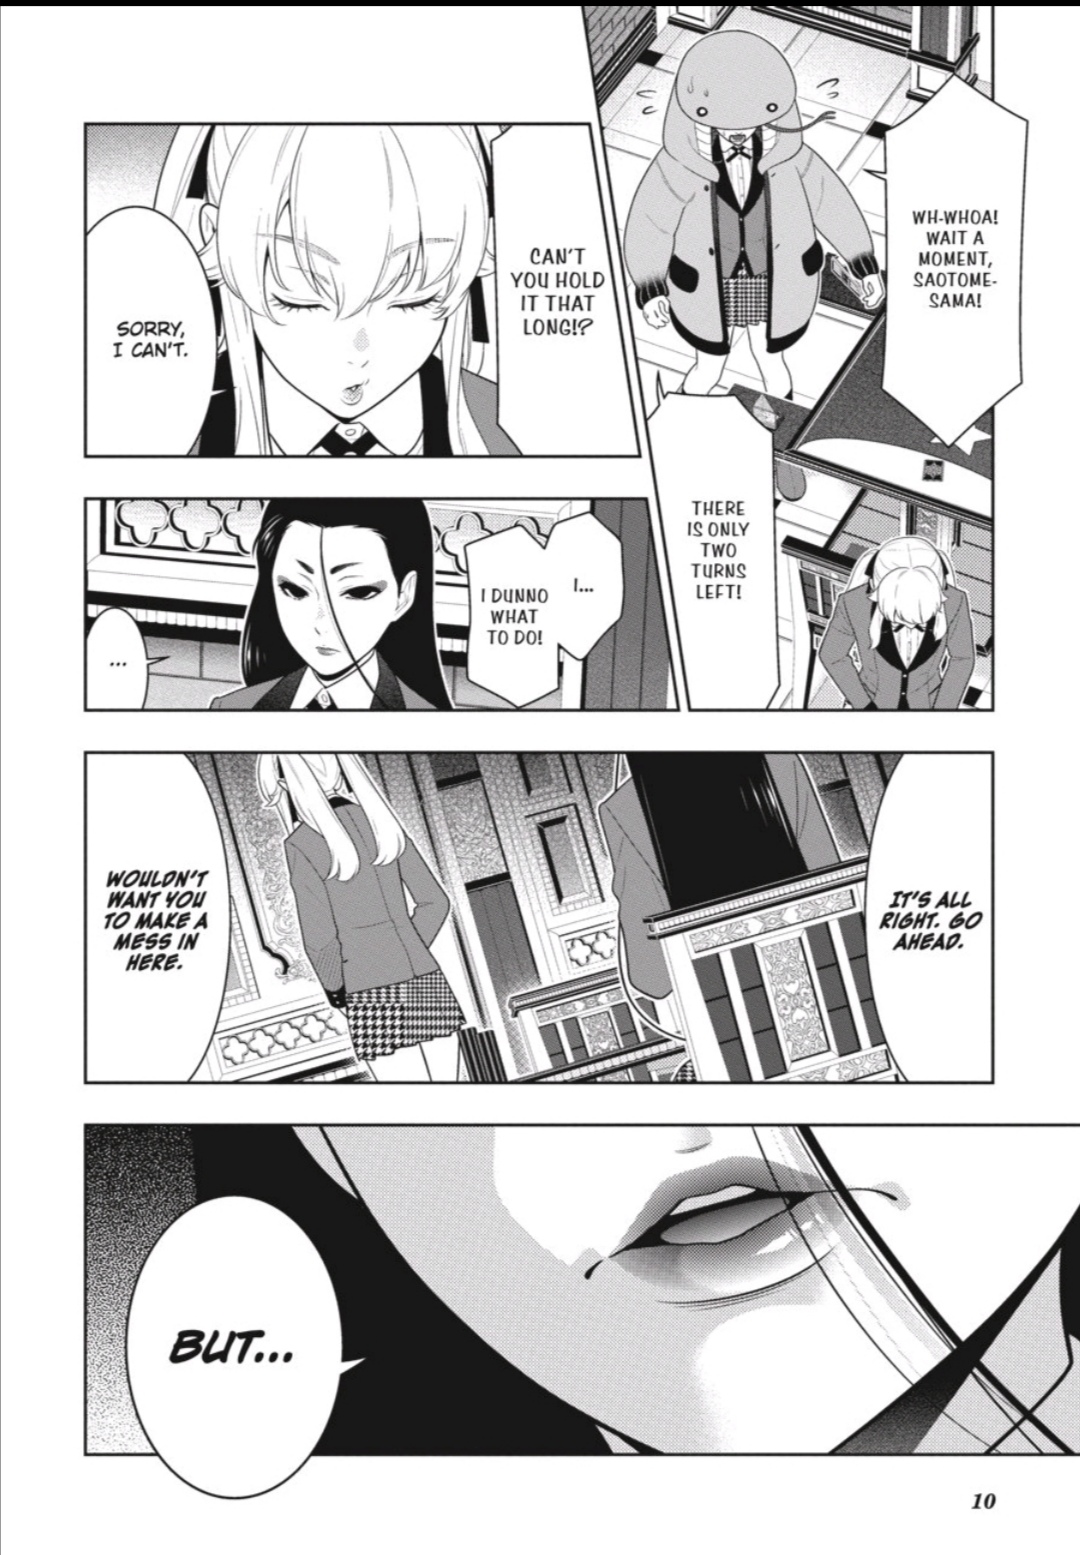 WH-WHOA!
WAIT A
MOMENT,
SAOTOME-
SAMA!
THERE
IS ONLY
TWO
TURNS
LEFT!
CAN'T
YOU HOLD
IT THAT
LONG!?
SORRY,
I CAN'T.
I...
I DUNNO
WHAT
TO DO!
...
IT'S ALL
RIGHT. GO
AHEAD.
WOULDN'T
WANT YOU
TO MAKE A
MESS IN
HERE.
BUT...
10